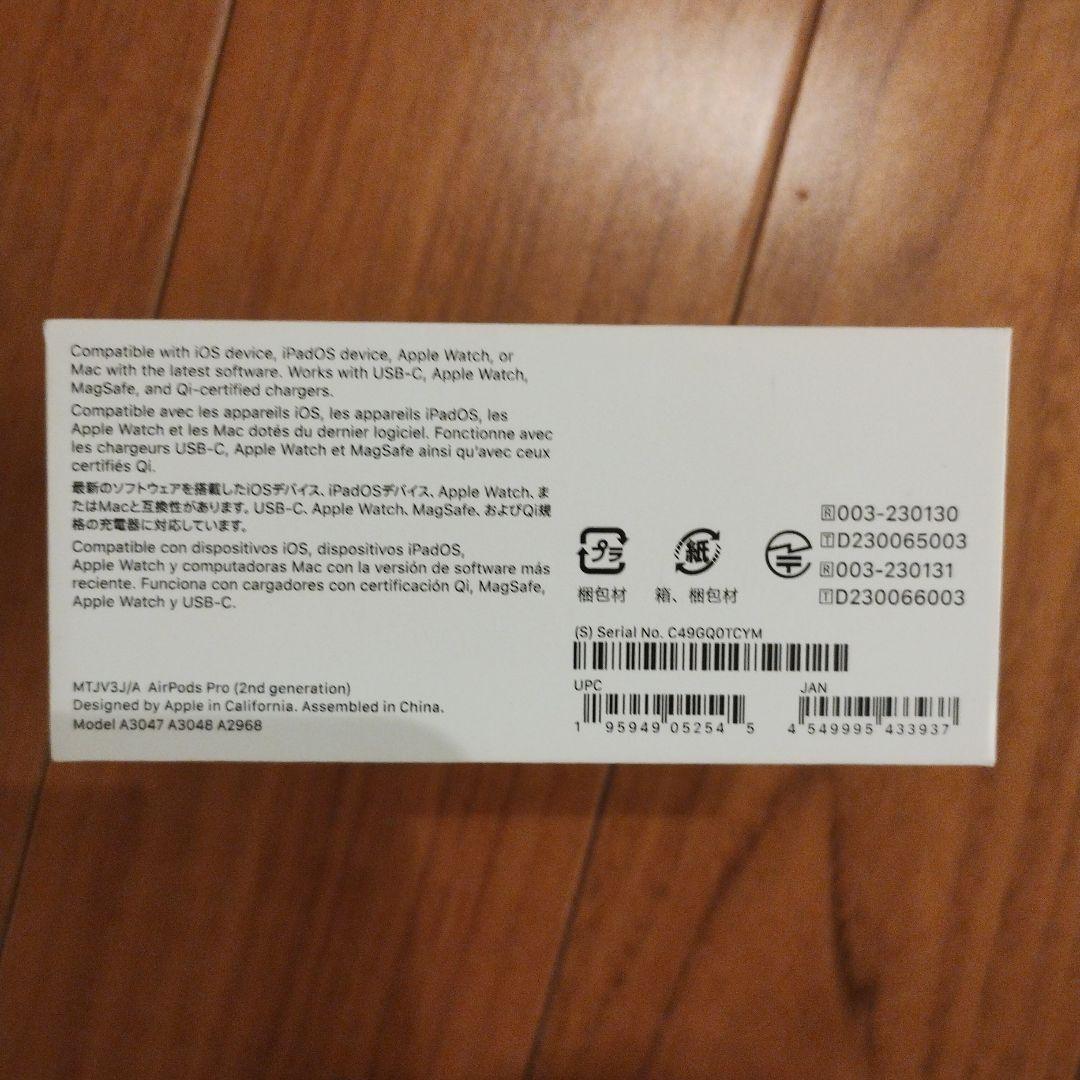 Compatible with iOS device, iPadOS device, Apple Watch, or
Mac with the latest software. Works with USB-C, Apple Watch,
MagSafe, and Qi-certified chargers.
Compatible avec les appareils iOS, les appareils iPadOS, les
Apple Watch et les Mac dotés du dernier logiciel. Fonctionne avec
les chargeurs USB-C, Apple Watch et MagSafe ainsi qu'avec ceux
certifiés Qi.
最新のソフトウェアを搭載したiOSデバイス、iPadOSデバイス、Apple Watch、ま
たはMacと互換性があります。USB-C、Apple Watch、MagSafe、およびQi規
格の充電器に対応しています。
Compatible con dispositivos iOS, dispositivos iPadOS,
Apple Watch y computadoras Mac con la versión de software más
reciente. Funciona con cargadores con certificación Qi, MagSafe,
Apple Watch y USB-C.
MTJV3J/A AirPods Pro (2nd generation)
Designed by Apple in California. Assembled in China.
Model A3047 A3048 A2968
プラ
梱包材
紙
箱、梱包材
R 003-230130
T D230065003
R 003-230131
T D230066003
(S) Serial No. C49GQ0TCYM
UPC
1 95949 05254 5
JAN
4 549995 433937